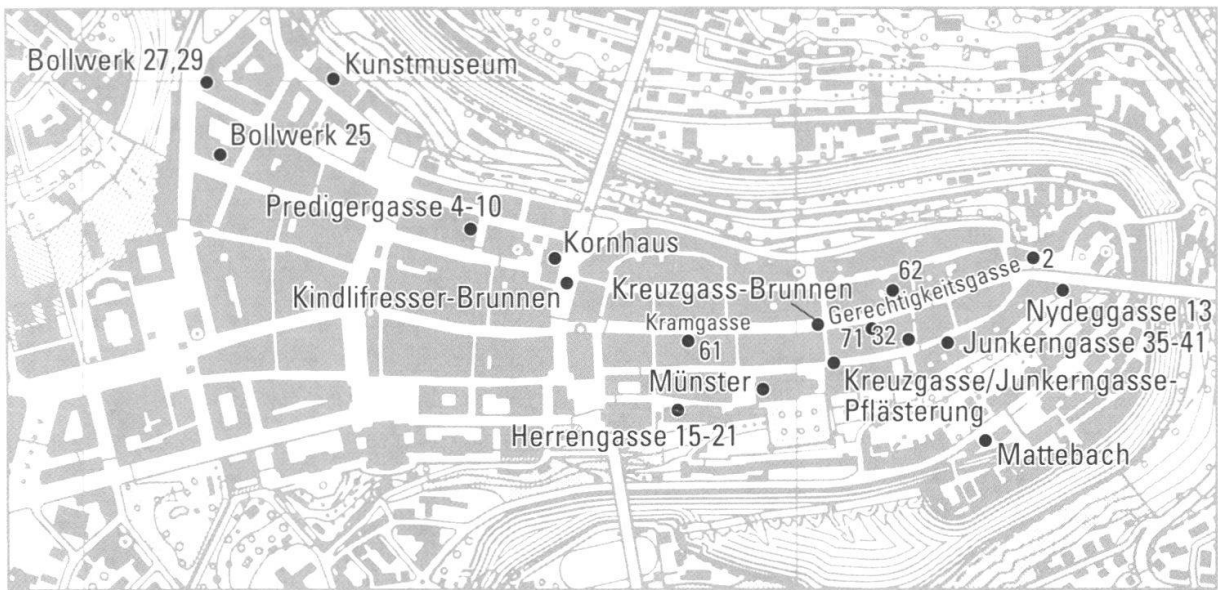 Bollwerk 27,29
Kunstmuseum
Bollwerk 25
Predigergasse 4-10
Kornhaus
Kindlifresser-Brunnen
Kreuzgass-Brunnen
62
Gerechtigkeitsgasse
2
Nydeggasse 13
Kramgasse
61
71
32
Junkerngasse 35-41
Münster
Kreuzgasse/Junkerngasse-
Pflästerung
Herrengasse 15-21
Mattebach